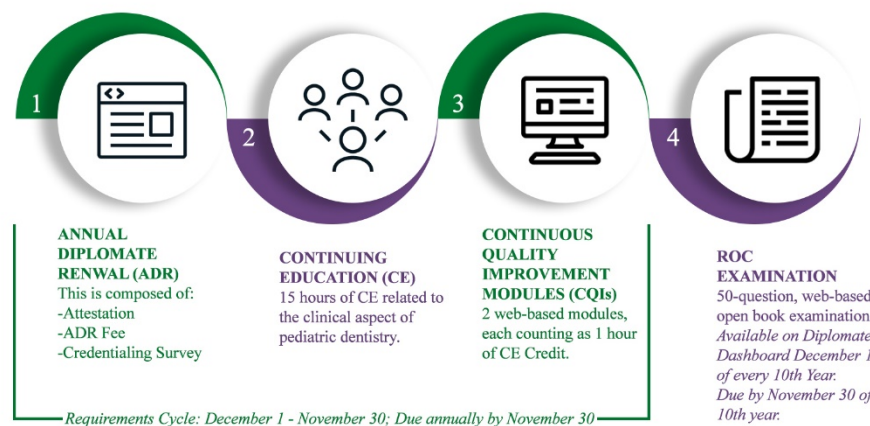 1
ANNUAL
DIPLOMATE
RENWAL (ADR)
This is composed of:
-Attestation
-ADR Fee
-Credentialing Survey
2
CONTINUING
EDUCATION (CE)
15 hours of CE related to
the clinical aspect of
pediatric dentistry.
3
CONTINUOUS
QUALITY
IMPROVEMENT
MODULES (CQIs)
2 web-based modules,
each counting as 1 hour
of CE Credit.
4
ROC
EXAMINATION
50-question, web-based
open book examination
Available on Diplomate
Dashboard December 1
of every 10th Year.
Due by November 30 of
10th year.
Requirements Cycle: December 1 - November 30; Due annually by November 30